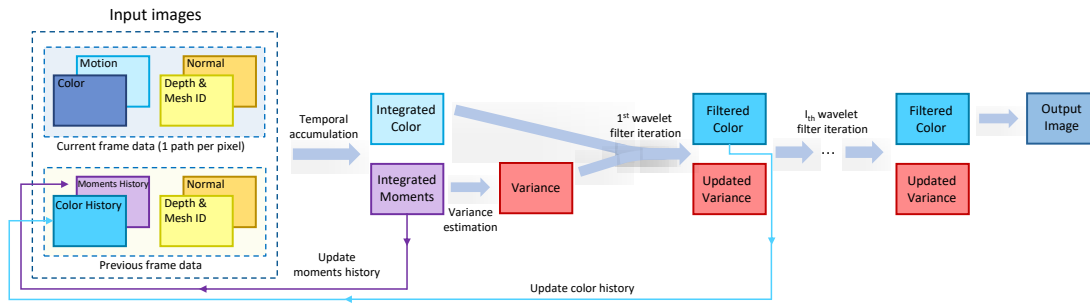 Input images
Motion
Normal
Color
Depth &
Mesh ID
Current frame data (1 path per pixel)
Moments History
Normal
Color History
Depth &
Mesh ID
Previous frame data
Temporal
accumulation
Integrated
Color
Integrated
Moments
Variance
estimation
Variance
Update
moments history
1st wavelet
filter iteration
Filtered
Color
Updated
Variance
Update color history
I_th wavelet
filter iteration
...
Filtered
Color
Updated
Variance
Output
Image